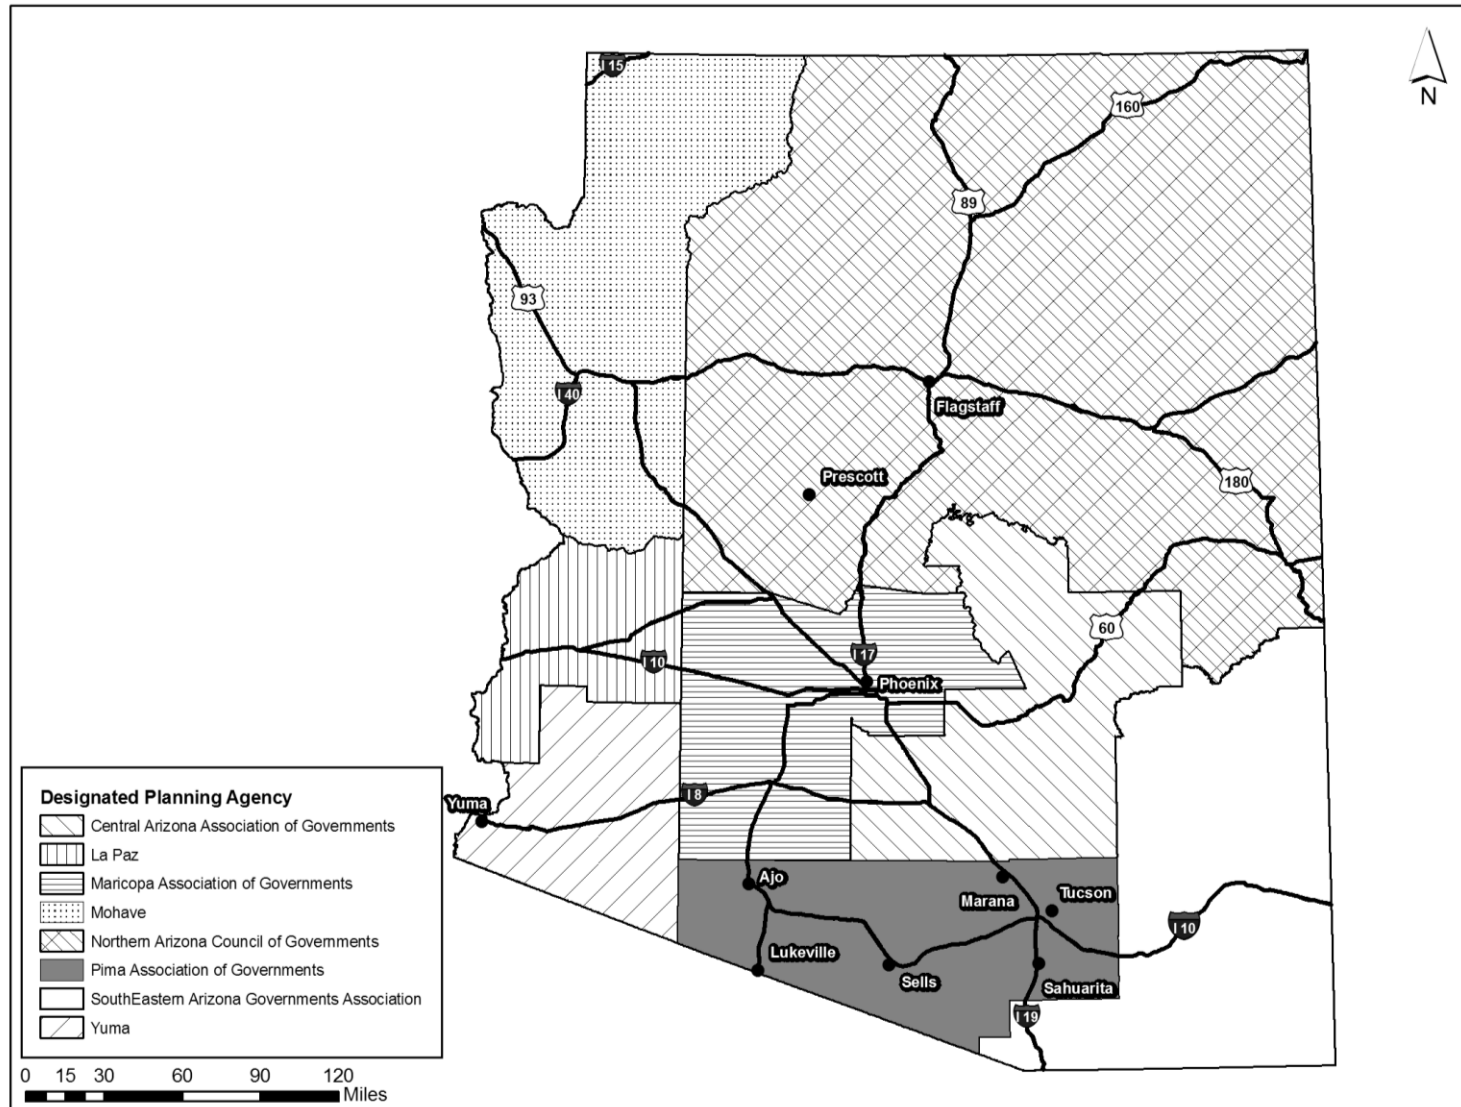 I 15
160
N
89
93
I 40
Flagstaff
Prescott
180
60
I 10
I 17
Phoenix
Designated Planning Agency
Central Arizona Association of Governments
La Paz
Maricopa Association of Governments
Mohave
Northern Arizona Council of Governments
Pima Association of Governments
SouthEastern Arizona Governments Association
Yuma
Yuma
I 8
Ajo
Marana
Tucson
I 10
Lukeville
Sells
Sahuarita
I 19
0 15 30 60 90 120
Miles